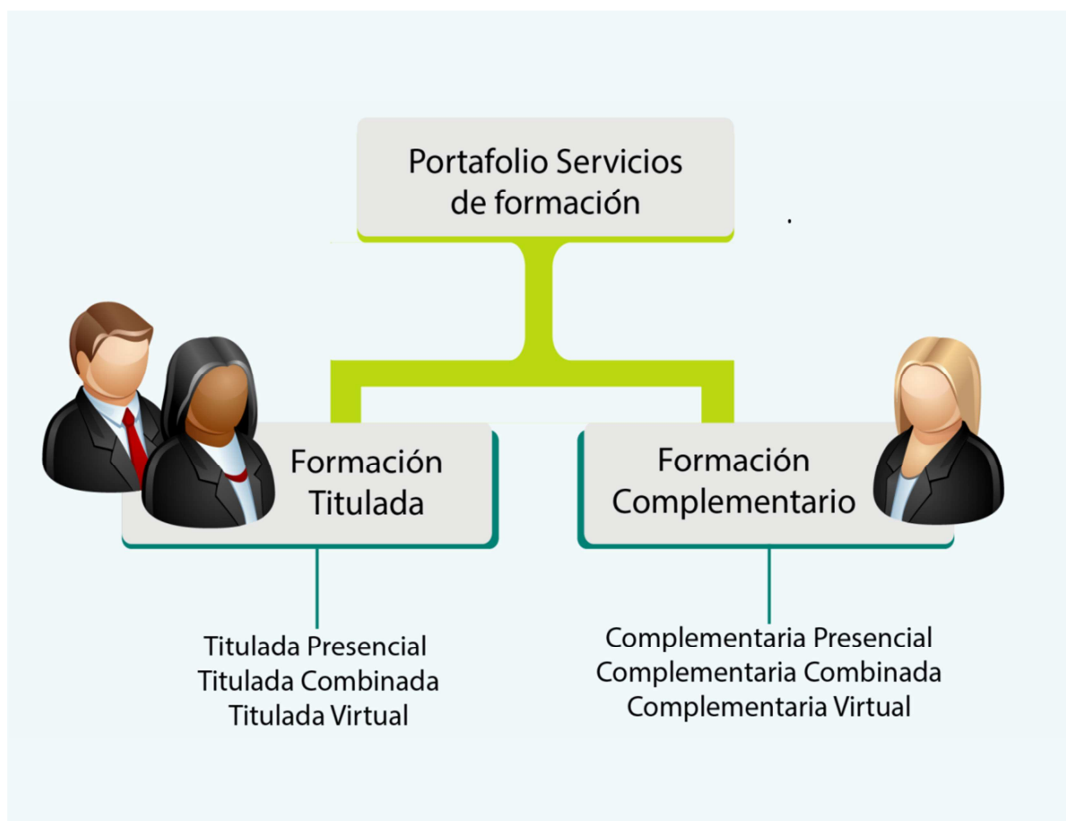 Portafolio Servicios
de formación
Formación
Titulada
Formación
Complementario
Titulada Presencial
Titulada Combinada
Titulada Virtual
Complementaria Presencial
Complementaria Combinada
Complementaria Virtual